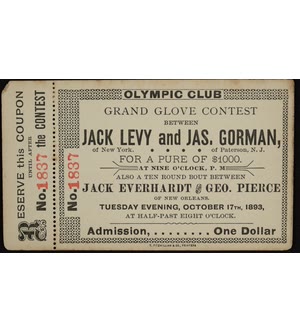 RESERVE this COUPON
UNTIL AFTER
the CONTEST
No. 1837
No. 1837
OLYMPIC CLUB
GRAND GLOVE CONTEST
BETWEEN
JACK LEVY and JAS. GORMAN,
of New York. of Paterson, N. J.
FOR A PURE OF $1000.
AT NINE O'CLOCK, P. M
ALSO A TEN ROUND BOUT BETWEEN
JACK EVERHARDT and GEO. PIERCE
OF NEW ORLEANS.
TUESDAY EVENING, OCTOBER 17TH, 1893,
AT HALF-PAST EIGHT O'CLOCK.
Admission,........One Dollar